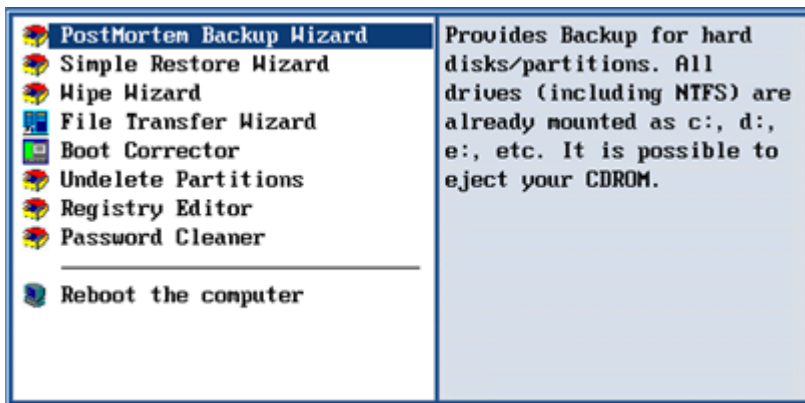 PostMortem Backup Wizard
Simple Restore Wizard
Wipe Wizard
File Transfer Wizard
Boot Corrector
Undelete Partitions
Registry Editor
Password Cleaner
Reboot the computer
Provides Backup for hard
disks/partitions. All
drives (including NTFS) are
already mounted as c:, d:,
e:, etc. It is possible to
eject your CDROM.